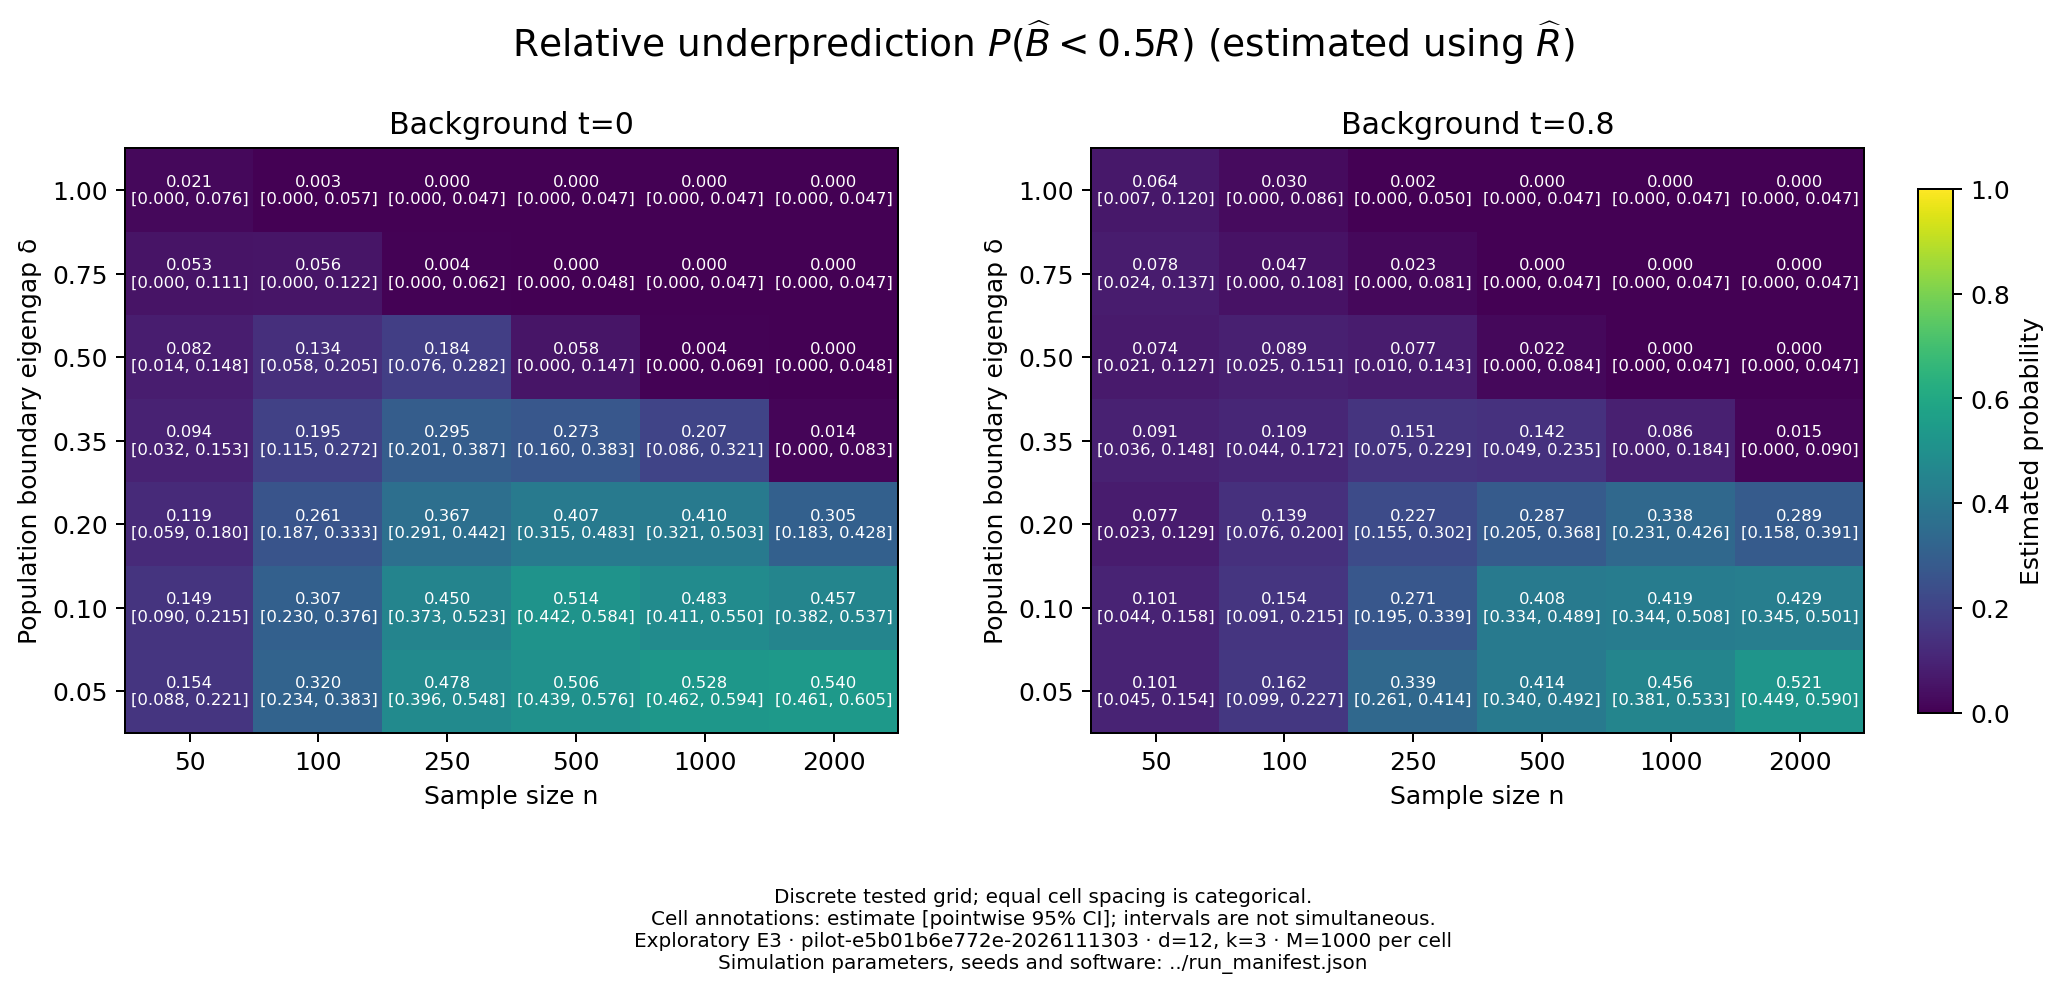 Relative underprediction P(B̂ < 0.5R) (estimated using R̂)
Background t=0
Population boundary eigengap δ
1.00
0.021 0.003 0.000 0.000 0.000 0.000
[0.000, 0.076] [0.000, 0.057] [0.000, 0.047] [0.000, 0.047] [0.000, 0.047] [0.000, 0.047]
0.75
0.053 0.056 0.004 0.000 0.000 0.000
[0.000, 0.111] [0.000, 0.122] [0.000, 0.062] [0.000, 0.048] [0.000, 0.047] [0.000, 0.047]
0.50
0.082 0.134 0.184 0.058 0.004 0.000
[0.014, 0.148] [0.058, 0.205] [0.076, 0.282] [0.000, 0.147] [0.000, 0.069] [0.000, 0.048]
0.35
0.094 0.195 0.295 0.273 0.207 0.014
[0.032, 0.153] [0.115, 0.272] [0.201, 0.387] [0.160, 0.383] [0.086, 0.321] [0.000, 0.083]
0.20
0.119 0.261 0.367 0.407 0.410 0.305
[0.059, 0.180] [0.187, 0.333] [0.291, 0.442] [0.315, 0.483] [0.321, 0.503] [0.183, 0.428]
0.10
0.149 0.307 0.450 0.514 0.483 0.457
[0.090, 0.215] [0.230, 0.376] [0.373, 0.523] [0.442, 0.584] [0.411, 0.550] [0.382, 0.537]
0.05
0.154 0.320 0.478 0.506 0.528 0.540
[0.088, 0.221] [0.234, 0.383] [0.396, 0.548] [0.439, 0.576] [0.462, 0.594] [0.461, 0.605]
50 100 250 500 1000 2000
Sample size n
Background t=0.8
Population boundary eigengap δ
1.00
0.064 0.030 0.002 0.000 0.000 0.000
[0.007, 0.120] [0.000, 0.086] [0.000, 0.050] [0.000, 0.047] [0.000, 0.047] [0.000, 0.047]
0.75
0.078 0.047 0.023 0.000 0.000 0.000
[0.024, 0.137] [0.000, 0.108] [0.000, 0.081] [0.000, 0.047] [0.000, 0.047] [0.000, 0.047]
0.50
0.074 0.089 0.077 0.022 0.000 0.000
[0.021, 0.127] [0.025, 0.151] [0.010, 0.143] [0.000, 0.084] [0.000, 0.047] [0.000, 0.047]
0.35
0.091 0.109 0.151 0.142 0.086 0.015
[0.036, 0.148] [0.044, 0.172] [0.075, 0.229] [0.049, 0.235] [0.000, 0.184] [0.000, 0.090]
0.20
0.077 0.139 0.227 0.287 0.338 0.289
[0.023, 0.129] [0.076, 0.200] [0.155, 0.302] [0.205, 0.368] [0.231, 0.426] [0.158, 0.391]
0.10
0.101 0.154 0.271 0.408 0.419 0.429
[0.044, 0.158] [0.091, 0.215] [0.195, 0.339] [0.334, 0.489] [0.344, 0.508] [0.345, 0.501]
0.05
0.101 0.162 0.339 0.414 0.456 0.521
[0.045, 0.154] [0.099, 0.227] [0.261, 0.414] [0.340, 0.492] [0.381, 0.533] [0.449, 0.590]
50 100 250 500 1000 2000
Sample size n
1.0
0.8
0.6
0.4
0.2
0.0
Estimated probability
Discrete tested grid; equal cell spacing is categorical.
Cell annotations: estimate [pointwise 95% CI]; intervals are not simultaneous.
Exploratory E3 · pilot-e5b01b6e772e-2026111303 · d=12, k=3 · M=1000 per cell
Simulation parameters, seeds and software: ../run_manifest.json